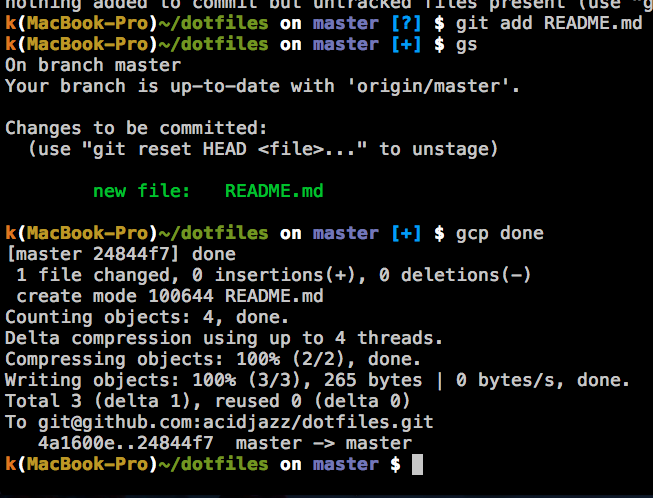 nothing added to commit but untracked files present (use "g
k(MacBook-Pro)~/dotfiles on master [?] $ git add README.md
k(MacBook-Pro)~/dotfiles on master [+] $ gs
On branch master
Your branch is up-to-date with 'origin/master'.
Changes to be committed:
  (use "git reset HEAD <file>..." to unstage)
        new file:   README.md
k(MacBook-Pro)~/dotfiles on master [+] $ gcp done
[master 24844f7] done
 1 file changed, 0 insertions(+), 0 deletions(-)
 create mode 100644 README.md
Counting objects: 4, done.
Delta compression using up to 4 threads.
Compressing objects: 100% (2/2), done.
Writing objects: 100% (3/3), 265 bytes | 0 bytes/s, done.
Total 3 (delta 1), reused 0 (delta 0)
To git@github.com:acidjazz/dotfiles.git
   4a1600e..24844f7  master -> master
k(MacBook-Pro)~/dotfiles on master $